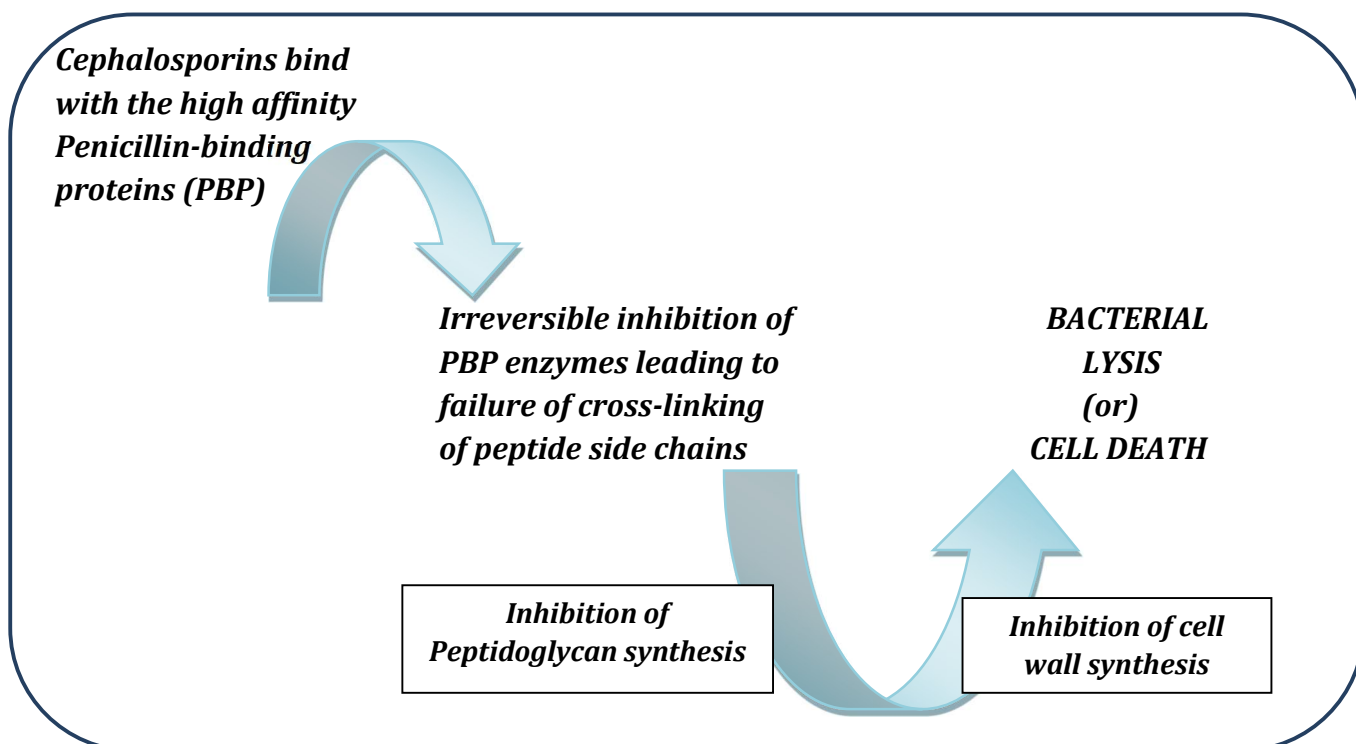 Cephalosporins bind
with the high affinity
Penicillin-binding
proteins (PBP)
Irreversible inhibition of
PBP enzymes leading to
failure of cross-linking
of peptide side chains
BACTERIAL
LYSIS
(or)
CELL DEATH
Inhibition of
Peptidoglycan synthesis
Inhibition of cell
wall synthesis